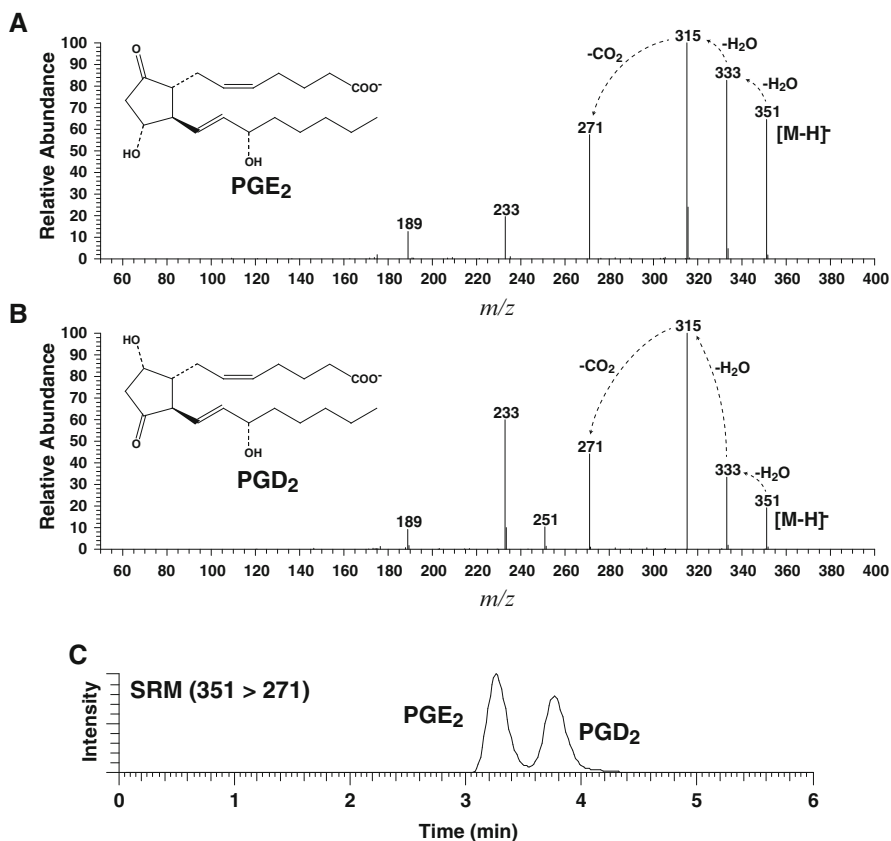 A
100
90
80
70
60
50
40
30
20
10
0
Relative Abundance
O
COO-
HO
OH
PGE2
189
233
271
-CO2
315
-H2O
333
-H2O
351
[M-H]-
60 80 100 120 140 160 180 200 220 240 260 280 300 320 340 360 380 400
m/z
B
100
90
80
70
60
50
40
30
20
10
0
Relative Abundance
HO
COO-
O
OH
PGD2
189
233
251
271
-CO2
315
-H2O
333
-H2O
351
[M-H]-
60 80 100 120 140 160 180 200 220 240 260 280 300 320 340 360 380 400
m/z
C
Intensity
SRM (351 > 271)
PGE2
PGD2
0 1 2 3 4 5 6
Time (min)